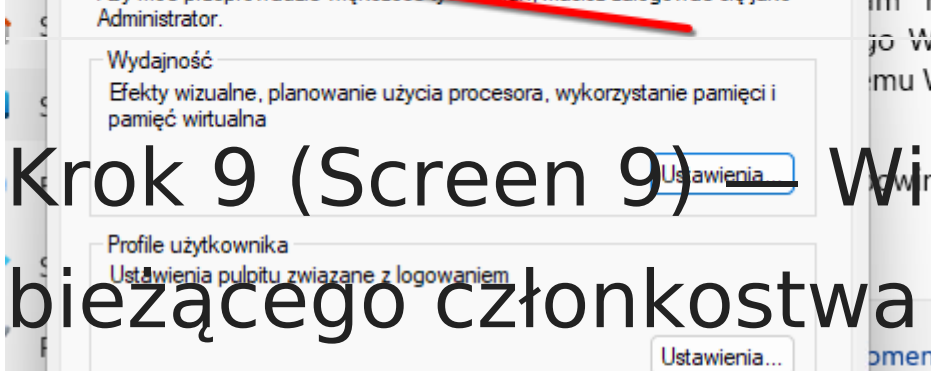 Administrator.
Wydajność
Efekty wizualne, planowanie użycia procesora, wykorzystanie pamięci i
pamięć wirtualna
Ustawienia...
Krok 9 (Screen 9) — Wi
Profile użytkownika
Ustawienia pulpitu związane z logowaniem
bieżącego członkostwa
Ustawienia...